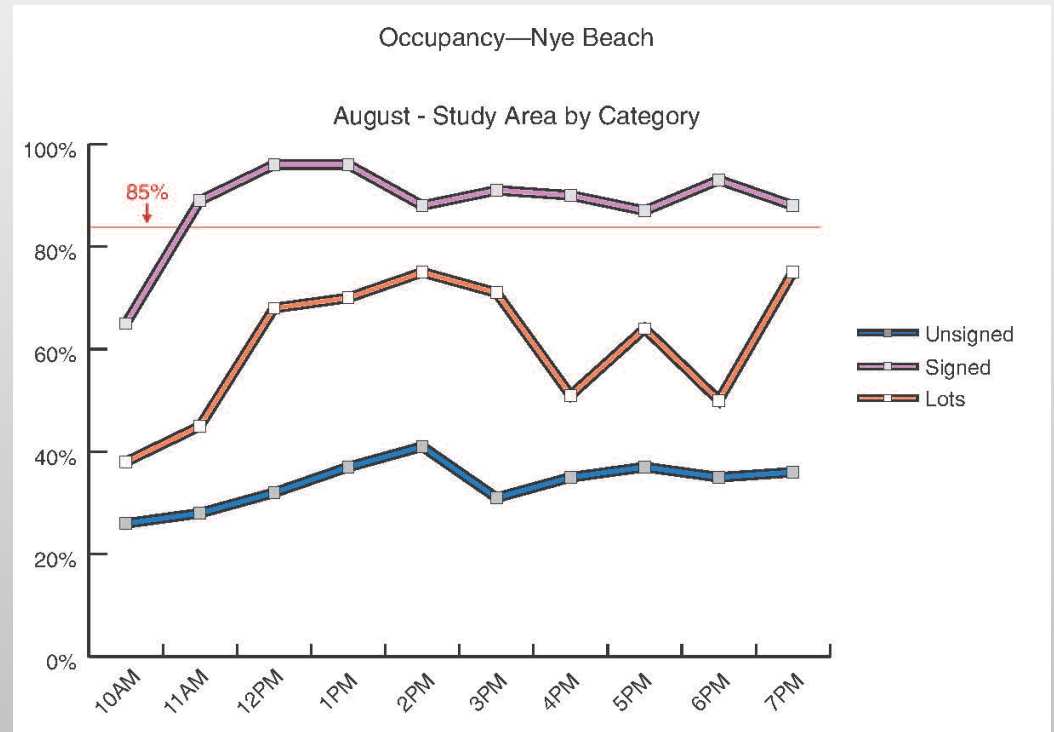 Occupancy—Nye Beach
August - Study Area by Category
100%
85%
80%
60%
40%
20%
0%
10AM 11AM 12PM 1PM 2PM 3PM 4PM 5PM 6PM 7PM
Unsigned
Signed
Lots